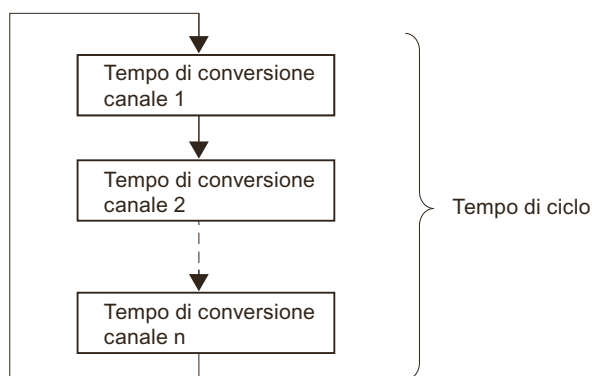 Tempo di conversione
canale 1
Tempo di conversione
canale 2
Tempo di ciclo
Tempo di conversione
canale n